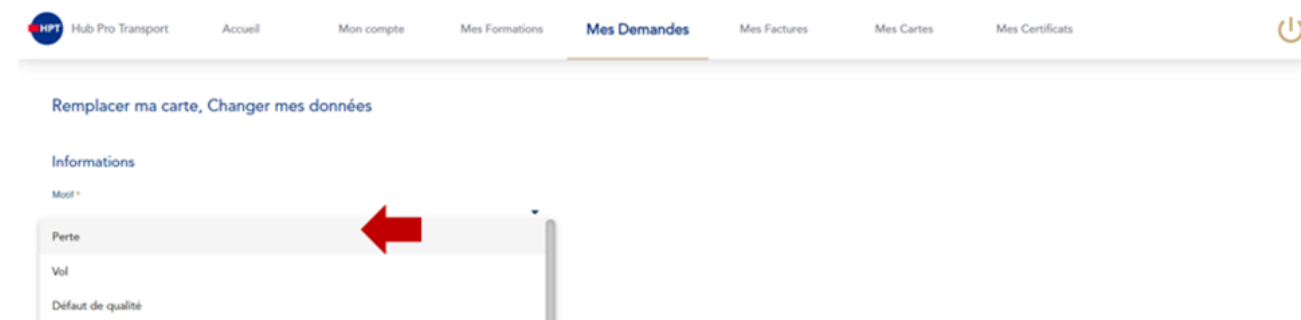 HPT Hub Pro Transport Accueil Mon compte Mes Formations Mes Demandes Mes Factures Mes Cartes Mes Certificats
Remplacer ma carte, Changer mes données
Informations
Motif *
Perte
Vol
Défaut de qualité